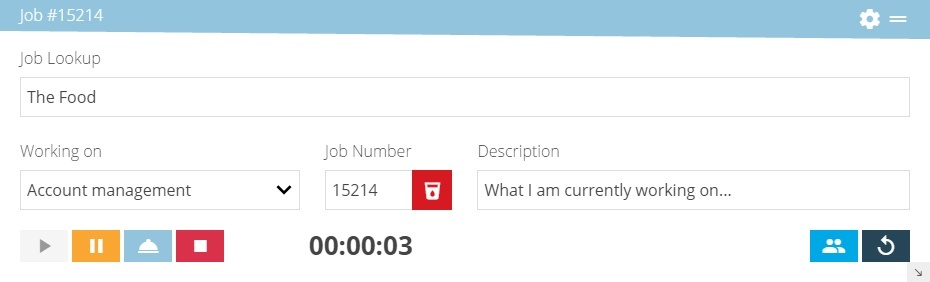 Job #15214
Job Lookup
The Food
Working on
Job Number
Description
Account management
15214
What I am currently working on...
00:00:03